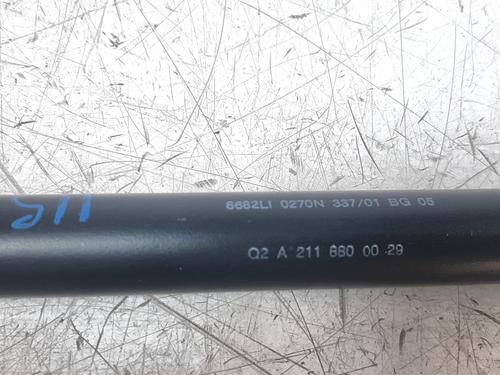 8682LI 0270N 337/01 BG 05
Q2 A 211 880 00 29